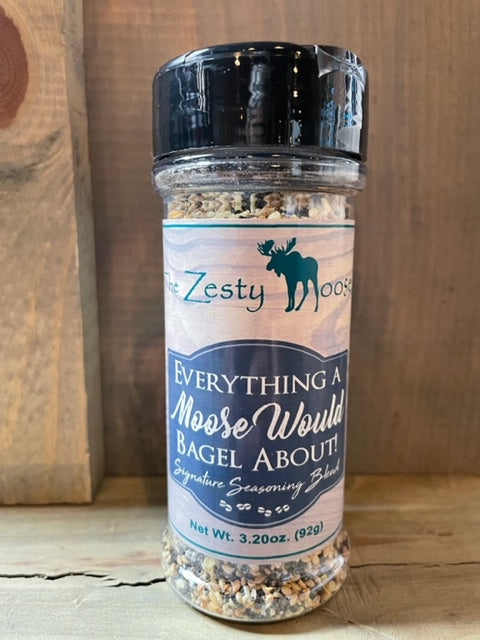 The Zesty Moose
EVERYTHING A
Moose Would
BAGEL ABOUT!
Signature Seasoning Blend
Net Wt. 3.20oz. (92g)